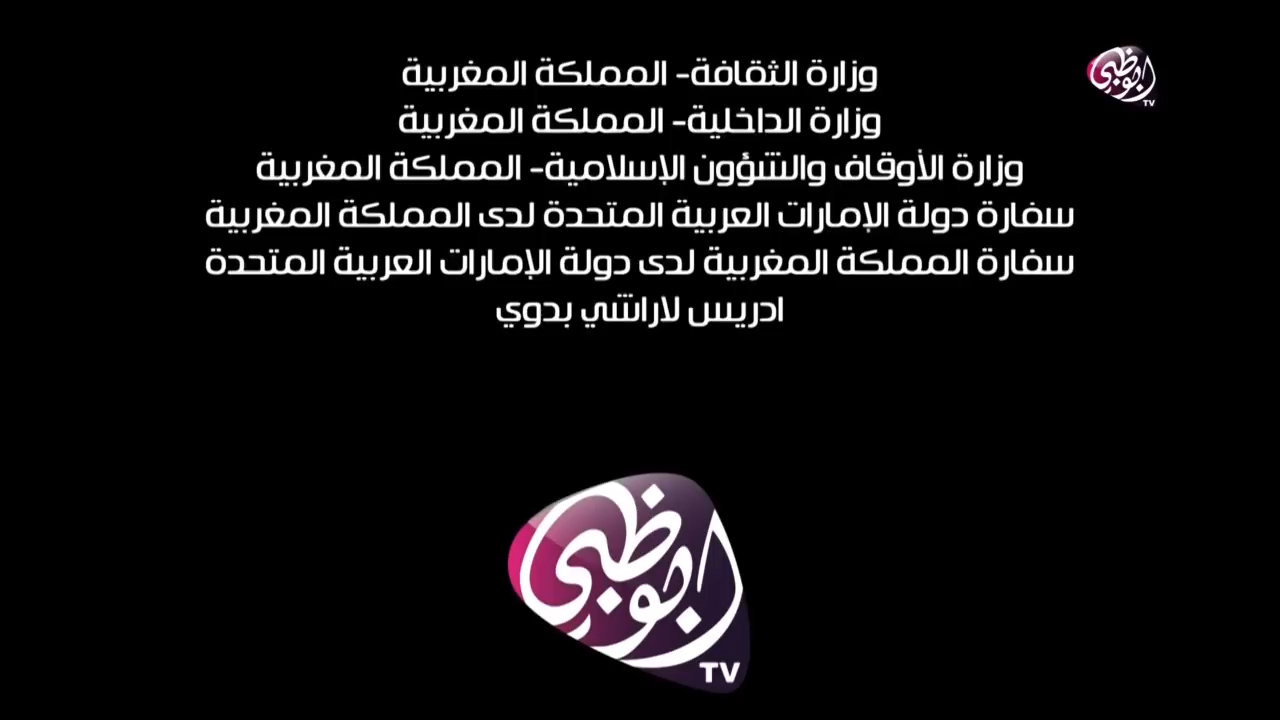 وزارة الثقافة- المملكة المغربية
وزارة الداخلية- المملكة المغربية
وزارة الأوقاف والشؤون الإسلامية- المملكة المغربية
سفارة دولة الإمارات العربية المتحدة لدى المملكة المغربية
سفارة المملكة المغربية لدى دولة الإمارات العربية المتحدة
ادريس لاراشي بدوي
ابوظبي
TV
ابوظبي
TV